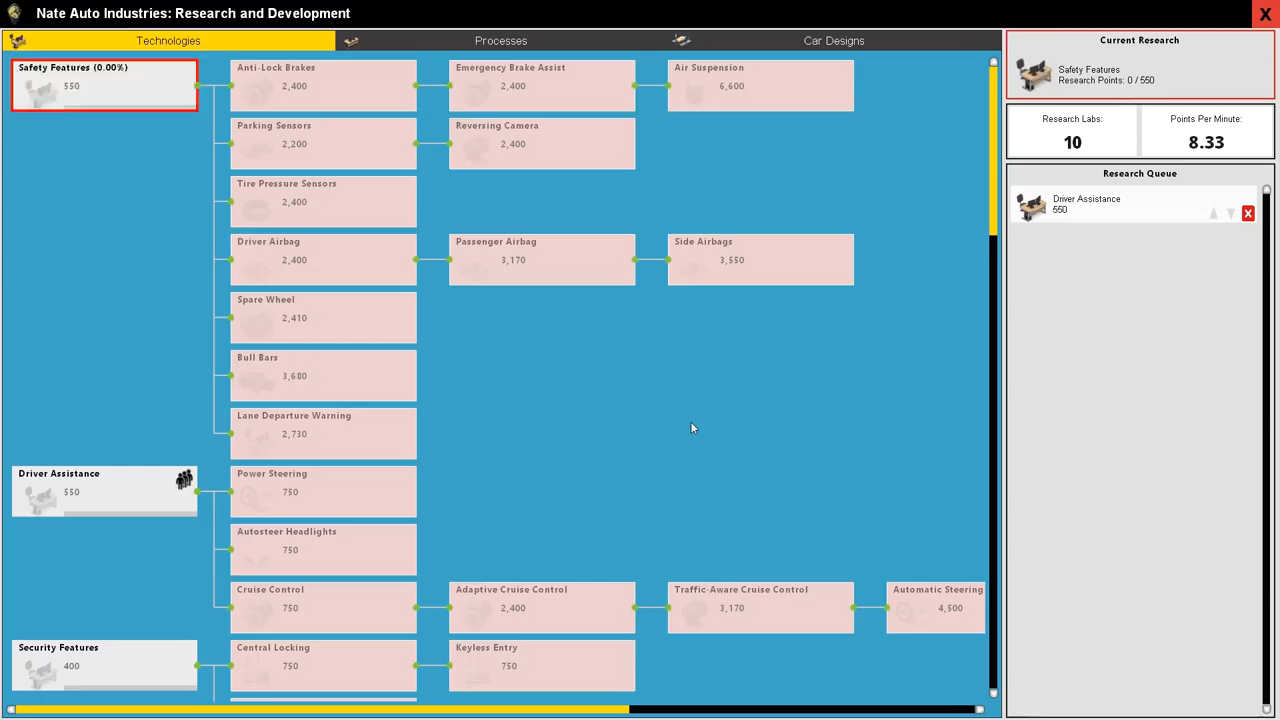 Nate Auto Industries: Research and Development
X
Technologies
Processes
Car Designs
Safety Features (0.00%)
550
Anti-Lock Brakes
2,400
Emergency Brake Assist
2,400
Air Suspension
6,600
Parking Sensors
2,200
Reversing Camera
2,400
Tire Pressure Sensors
2,400
Driver Airbag
2,400
Passenger Airbag
3,170
Side Airbags
3,550
Spare Wheel
2,410
Bull Bars
3,680
Lane Departure Warning
2,730
Driver Assistance
550
Power Steering
750
Autosteer Headlights
750
Cruise Control
750
Adaptive Cruise Control
2,400
Traffic-Aware Cruise Control
3,170
Automatic Steering
4,500
Security Features
400
Central Locking
750
Keyless Entry
750
Current Research
Safety Features
Research Points: 0 / 550
Research Labs:
10
Points Per Minute:
8.33
Research Queue
Driver Assistance
550
X